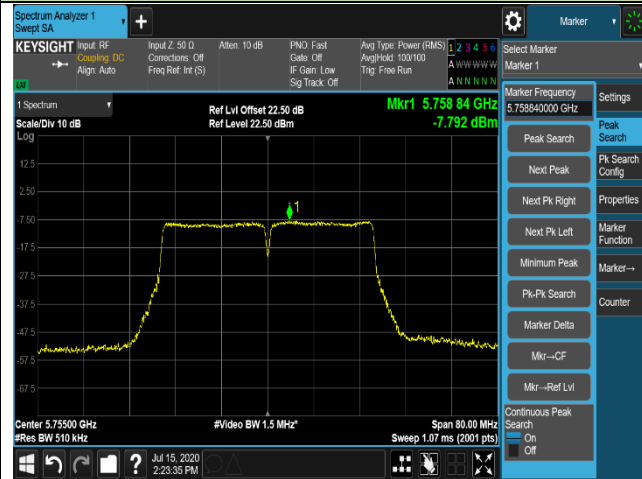 Spectrum Analyzer 1
Swept SA
Marker
KEYSIGHT
Input: RF
Coupling: DC
Align: Auto
Input Z: 50 Ω
Corrections: Off
Freq Ref: Int (S)
Atten: 10 dB
PNO: Fast
Gate: Off
IF Gain: Low
Sig Track: Off
Avg Type: Power (RMS)
Avg|Hold: 100/100
Trig: Free Run
1 2 3 4 5 6
A W W W W W
A N N N N N
LXI
1 Spectrum
Scale/Div 10 dB
Log
Ref Lvl Offset 22.50 dB
Ref Level 22.50 dBm
Mkr1 5.758 84 GHz
-7.792 dBm
12.5
2.50
-7.50
-17.5
-27.5
-37.5
-47.5
-57.5
-67.5
1
Center 5.75500 GHz
#Res BW 510 kHz
#Video BW 1.5 MHz*
Span 80.00 MHz
Sweep 1.07 ms (2001 pts)
Select Marker
Marker 1
Marker Frequency
5.758840000 GHz
Peak Search
Next Peak
Next Pk Right
Next Pk Left
Minimum Peak
Pk-Pk Search
Marker Delta
Mkr→CF
Mkr→Ref Lvl
Continuous Peak
Search
On
Off
Settings
Peak
Search
Pk Search
Config
Properties
Marker
Function
Marker→
Counter
?
Jul 15, 2020
2:23:35 PM